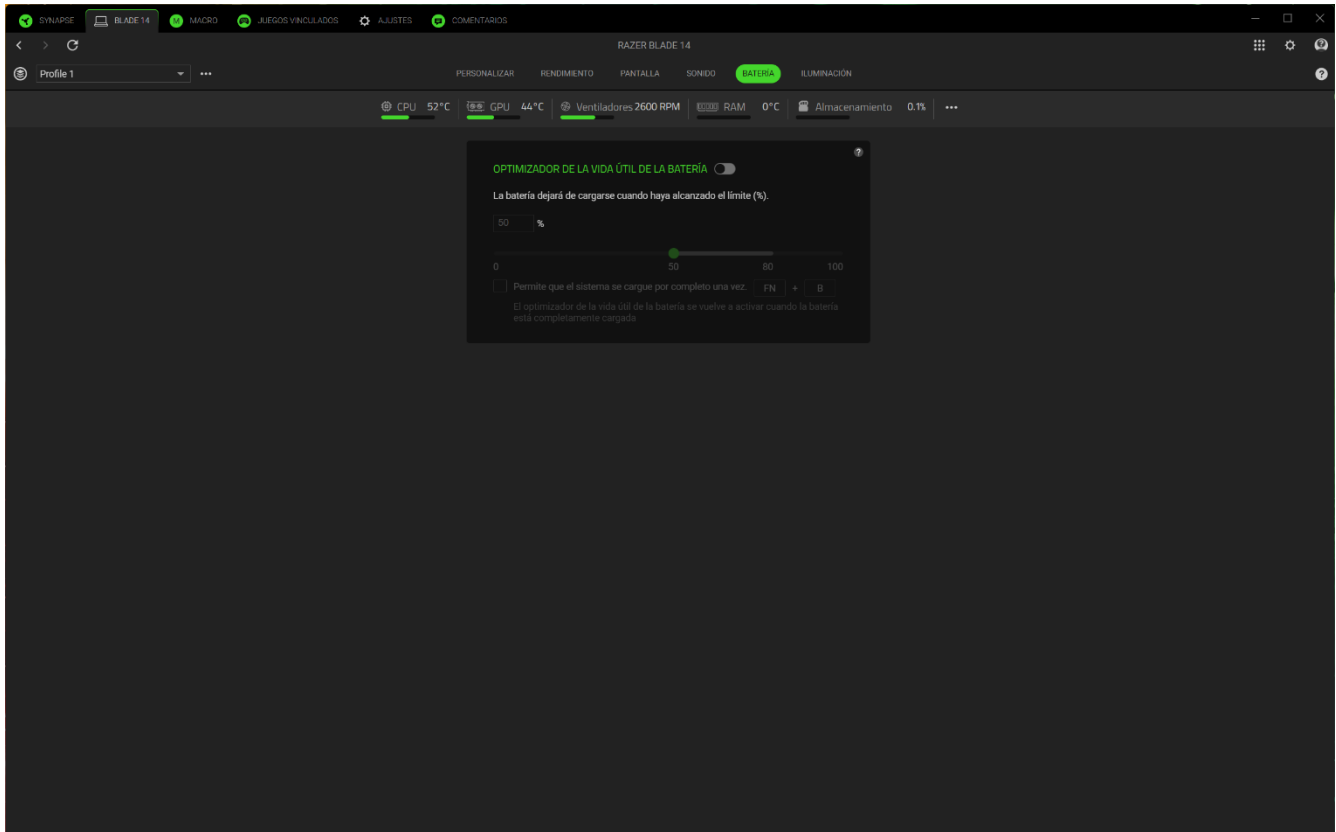 SYNAPSE BLADE 14 M MACRO JUEGOS VINCULADOS AJUSTES COMENTARIOS
RAZER BLADE 14
Profile 1 PERSONALIZAR RENDIMIENTO PANTALLA SONIDO BATERÍA ILUMINACIÓN ?
CPU 52°C GPU 44°C Ventiladores 2600 RPM RAM 0°C Almacenamiento 0.1%
?
OPTIMIZADOR DE LA VIDA ÚTIL DE LA BATERÍA
La batería dejará de cargarse cuando haya alcanzado el límite (%).
50 %
0 50 80 100
Permite que el sistema se cargue por completo una vez. FN + B
El optimizador de la vida útil de la batería se vuelve a activar cuando la batería
está completamente cargada